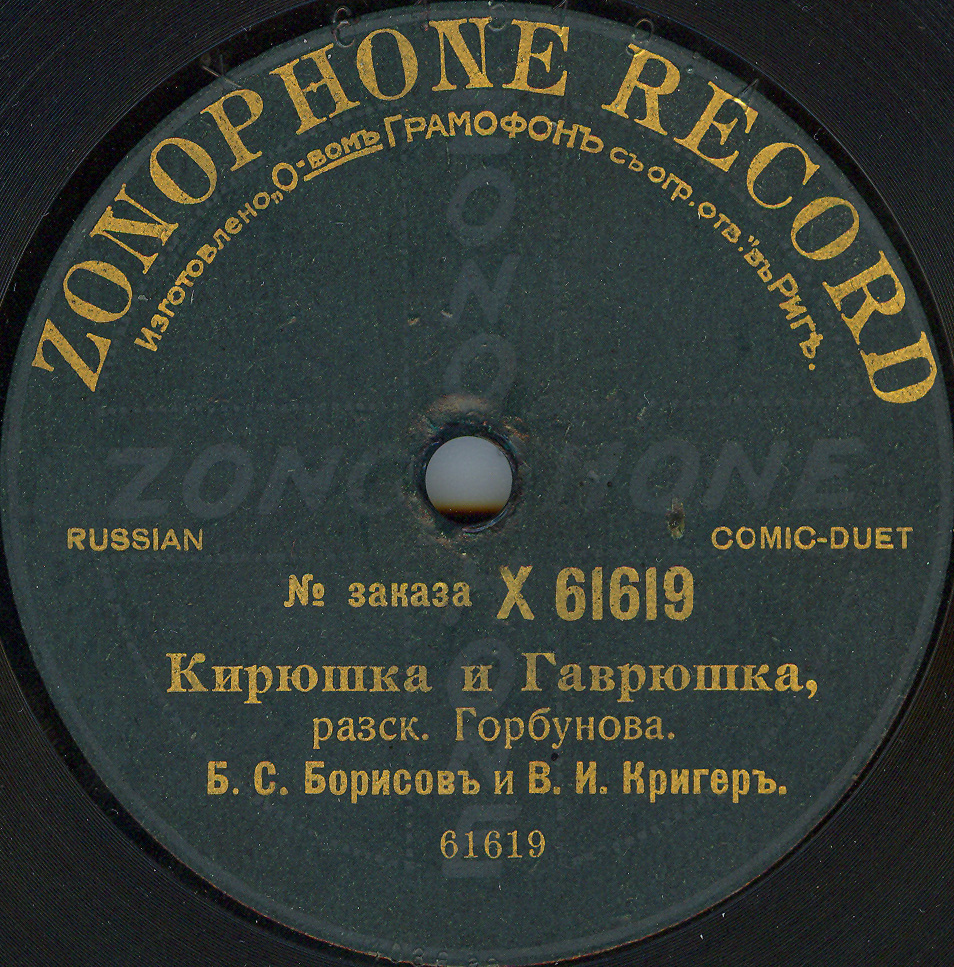 ZONOPHONE RECORD
Изготовлено „О-вомъ ГРАМОФОНЪ съ огр. отв." въ Ригѣ.
ZONOPHONE
RUSSIAN
COMIC-DUET
№ заказа X 61619
Кирюшка и Гаврюшка,
разск. Горбунова.
Б. С. Борисовъ и В. И. Кригеръ.
61619